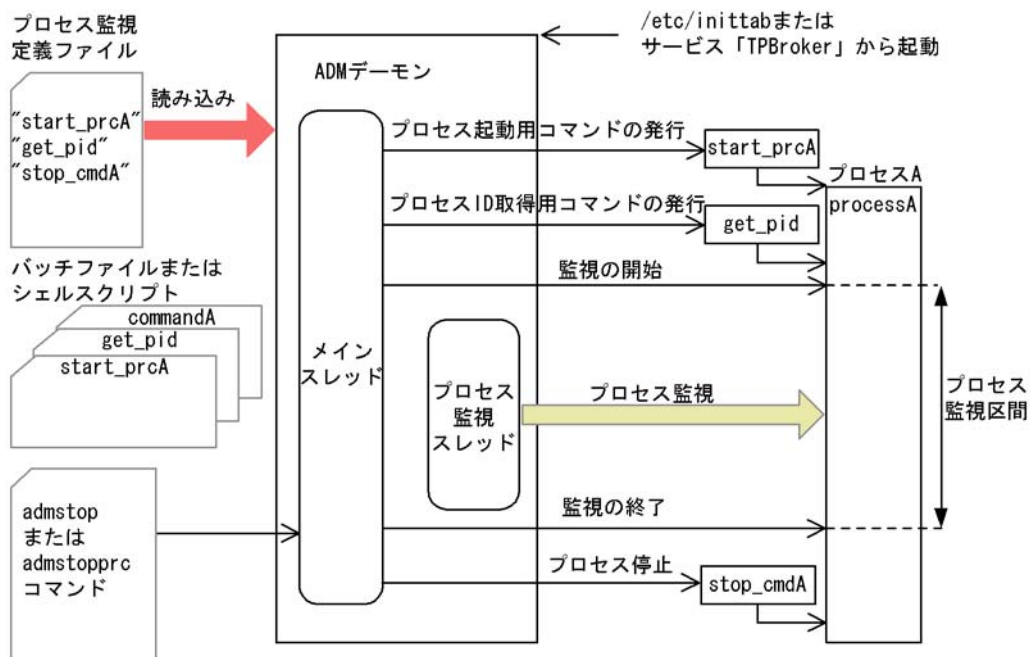 プロセス監視
定義ファイル
"start_prcA"
"get_pid"
"stop_cmdA"
読み込み
/etc/inittabまたは
サービス「TPBroker」から起動
ADMデーモン
プロセス起動用コマンドの発行
start_prcA
プロセスA
processA
プロセスID取得用コマンドの発行
get_pid
監視の開始
バッチファイルまたは
シェルスクリプト
commandA
get_pid
start_prcA
メイン
スレッド
プロセス
監視
スレッド
プロセス監視
プロセス
監視区間
admstop
または
admstopprc
コマンド
監視の終了
プロセス停止
stop_cmdA